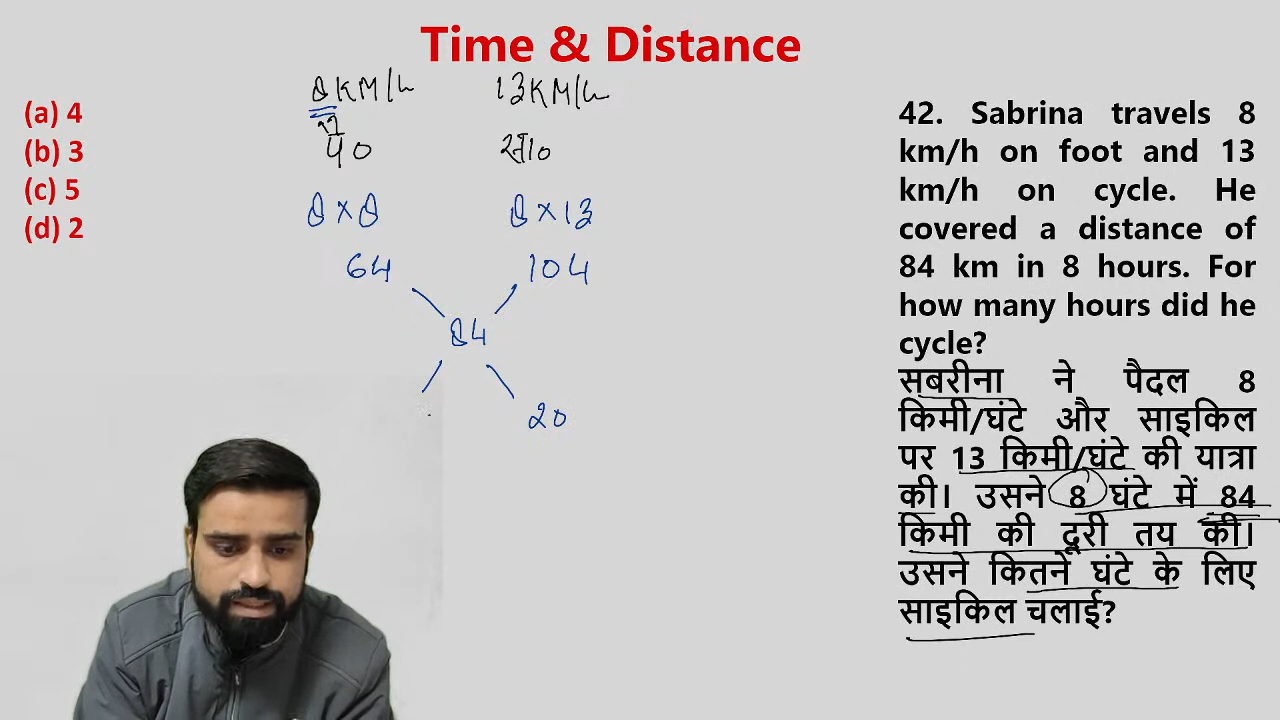 Time & Distance
(a) 4
(b) 3
(c) 5
(d) 2
8KM/h 13KM/h
8×8 8×13
64 104
84
20
42. Sabrina travels 8
km/h on foot and 13
km/h on cycle. He
covered a distance of
84 km in 8 hours. For
how many hours did he
cycle?
सबरीना ने पैदल 8
किमी/घंटे और साइकिल
पर 13 किमी/घंटे की यात्रा
की। उसने 8 घंटे में 84
किमी की दूरी तय की।
उसने कितने घंटे के लिए
साइकिल चलाई?